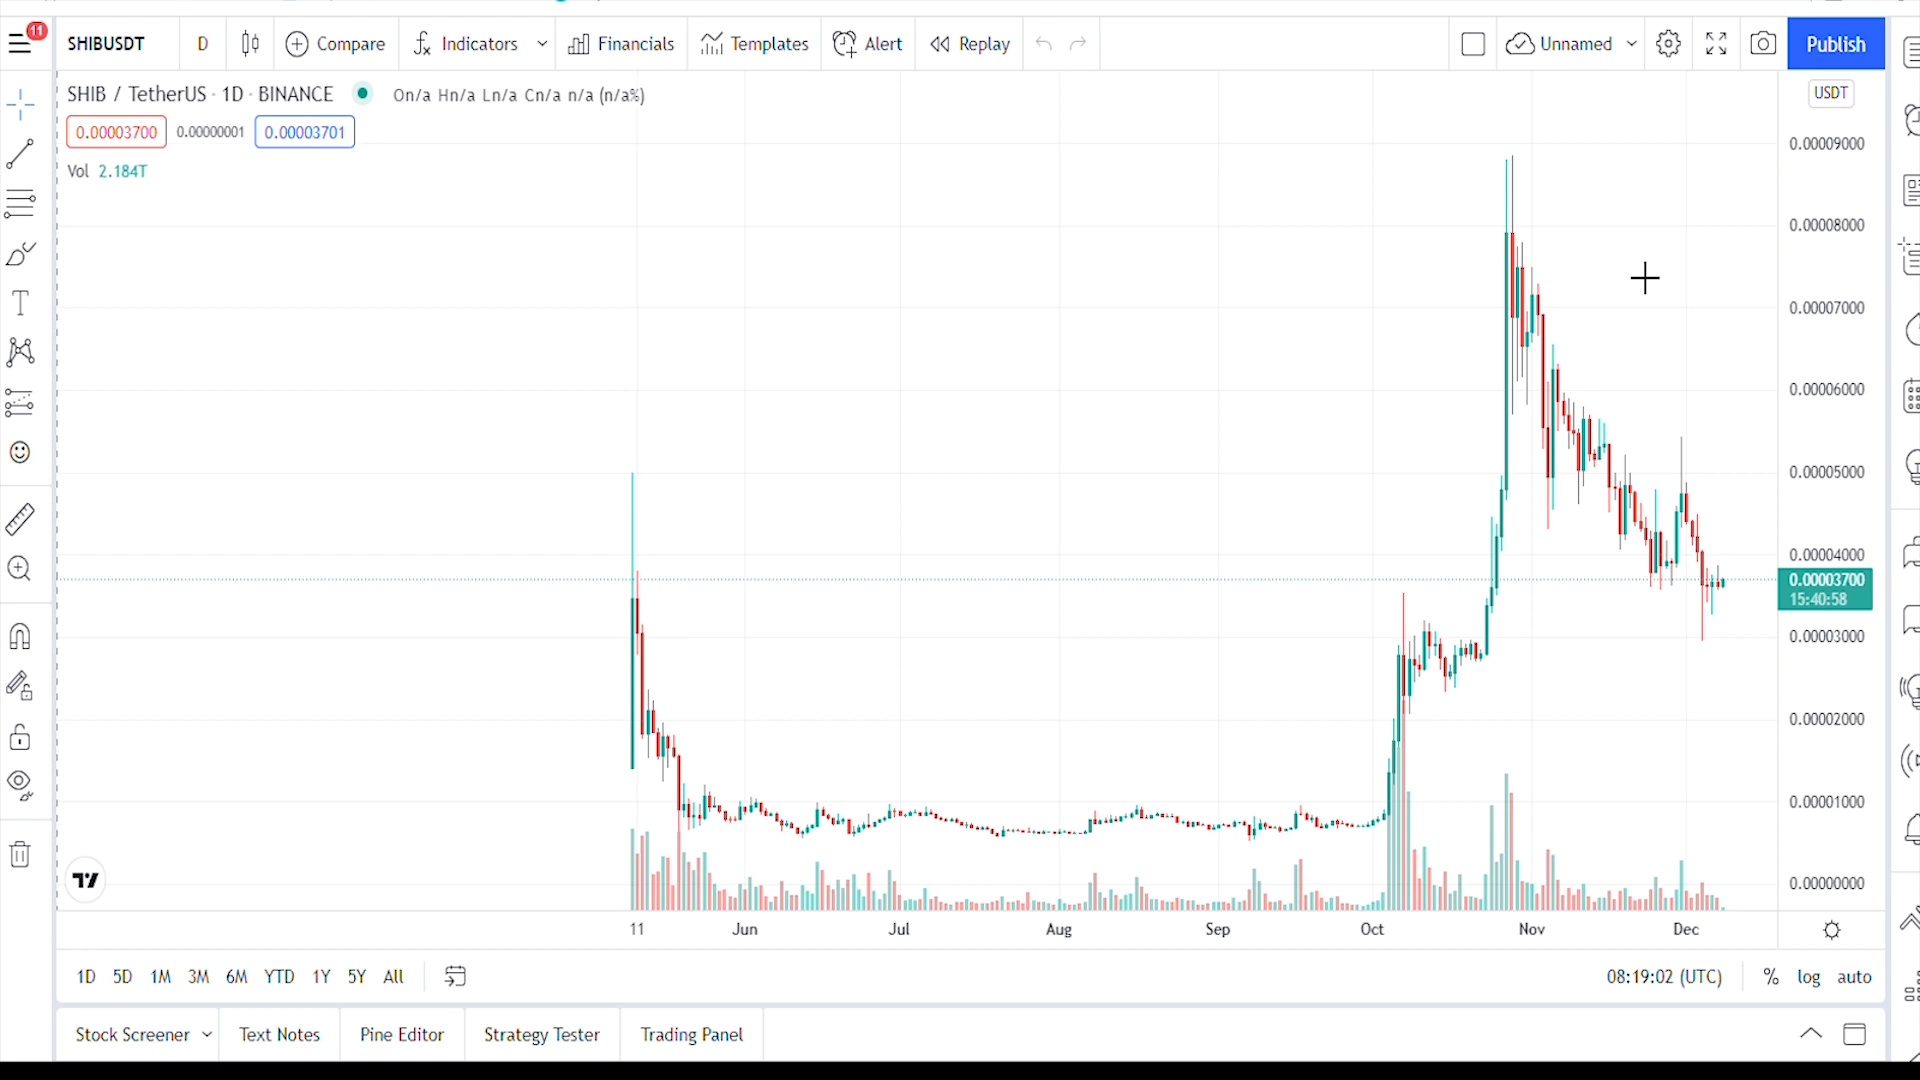 11
SHIBUSDT D Compare Indicators Financials Templates Alert Replay Unnamed Publish
SHIB / TetherUS · 1D · BINANCE On/a Hn/a Ln/a Cn/a n/a (n/a%)
USDT
0.00003700 0.00000001 0.00003701
Vol 2.184T
0.00009000
0.00008000
0.00007000
0.00006000
0.00005000
0.00004000
0.00003700
15:40:58
0.00003000
0.00002000
0.00001000
0.00000000
11 Jun Jul Aug Sep Oct Nov Dec
1D 5D 1M 3M 6M YTD 1Y 5Y All 08:19:02 (UTC) % log auto
Stock Screener Text Notes Pine Editor Strategy Tester Trading Panel